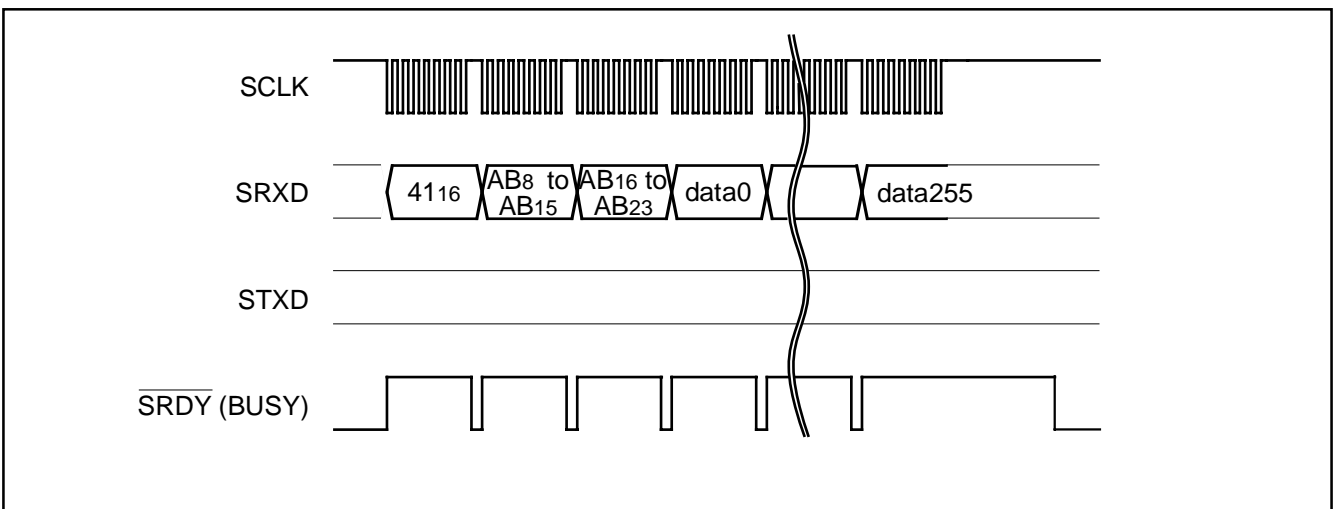 SCLK
SRXD
4116
AB8 to
AB15
AB16 to
AB23
data0
data255
STXD
SRDY (BUSY)